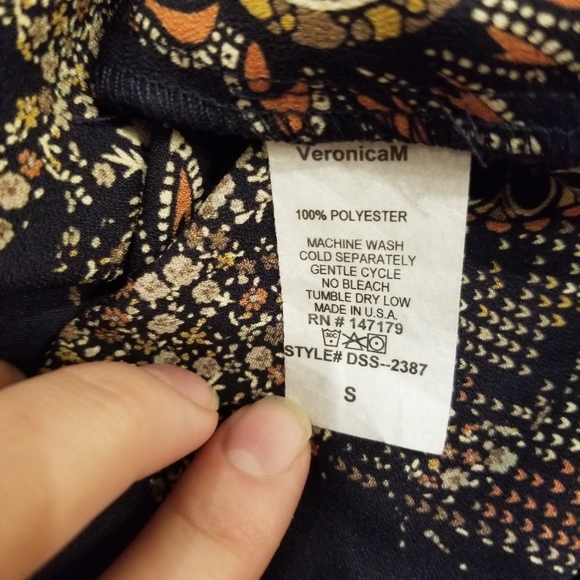 VeronicaM
100% POLYESTER
MACHINE WASH
COLD SEPARATELY
GENTLE CYCLE
NO BLEACH
TUMBLE DRY LOW
MADE IN U.S.A.
RN # 147179
30C
STYLE# DSS--2387
S